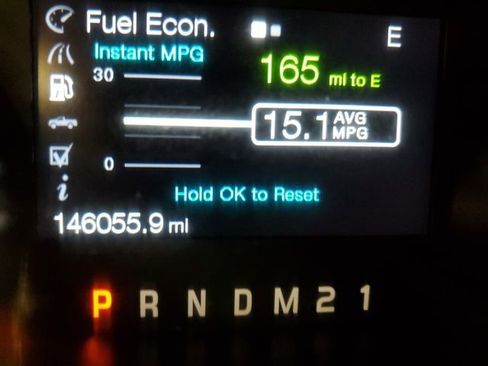 Fuel Econ.
E
Instant MPG
165 mi to E
30
15.1 AVG MPG
0
Hold OK to Reset
146055.9 mi
P R N D M 2 1